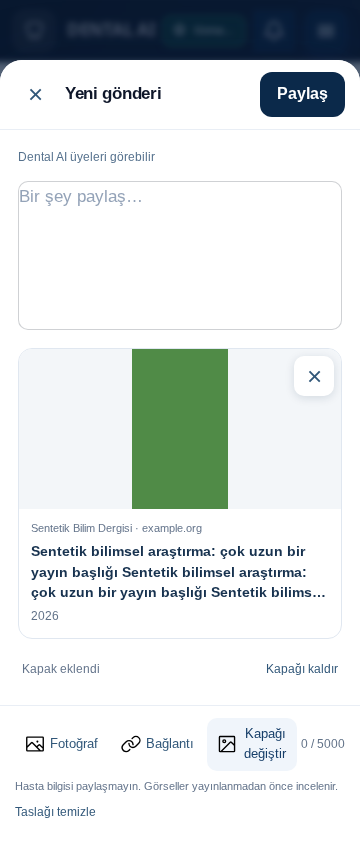 DENTAL AI
Yeni gönderi
Paylaş
Dental AI üyeleri görebilir
Bir şey paylaş…
Sentetik Bilim Dergisi · example.org
Sentetik bilimsel araştırma: çok uzun bir
yayın başlığı Sentetik bilimsel araştırma:
çok uzun bir yayın başlığı Sentetik bilims…
2026
Kapak eklendi
Kapağı kaldır
Fotoğraf
Bağlantı
Kapağı
değiştir
0 / 5000
Hasta bilgisi paylaşmayın. Görseller yayınlanmadan önce incelenir.
Taslağı temizle